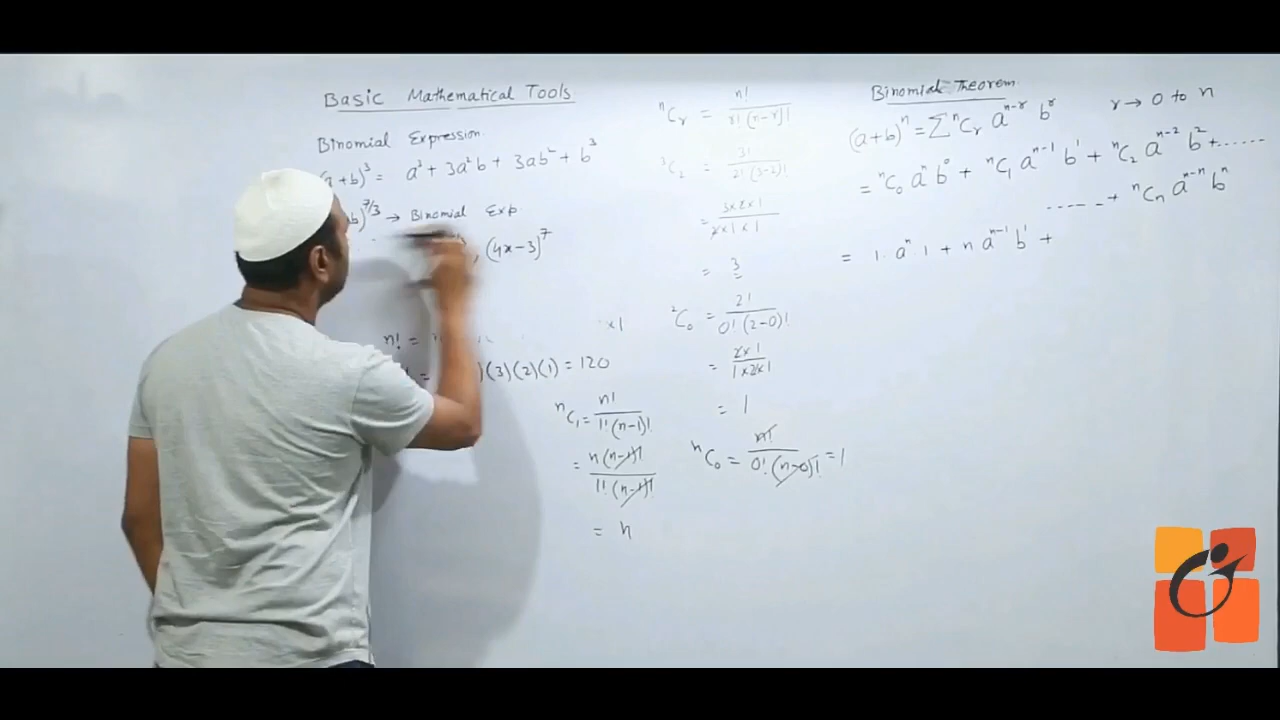 Basic Mathematical Tools
Binomial Expression.
a+b)³ = a³ + 3a²b + 3ab² + b³
b)^{7/3} → Binomial Exp.
, (4x-3)⁷
n! = ×1
= )(3)(2)(1) = 120
ⁿC₁ = n!/1!(n-1)!
= n(n-1)!/1!(n-1)!
= n
ⁿCᵣ = n!/r!(n-r)!
³C₂ = 3!/2!(3-2)!
= 3×2×1/2×1×1
= 3
²C₀ = 2!/0!(2-0)!
= 2×1/1×2×1
= 1
ⁿC₀ = n!/0!(n-0)! = 1
Binomial Theorem.
(a+b)ⁿ = ∑ ⁿCᵣ aⁿ⁻ʳ bʳ r → 0 to n
= ⁿC₀ aⁿ b⁰ + ⁿC₁ aⁿ⁻¹ b¹ + ⁿC₂ aⁿ⁻² b² + ......
..... + ⁿCₙ aⁿ⁻ⁿ bⁿ
= 1. aⁿ. 1 + n aⁿ⁻¹ b¹ +